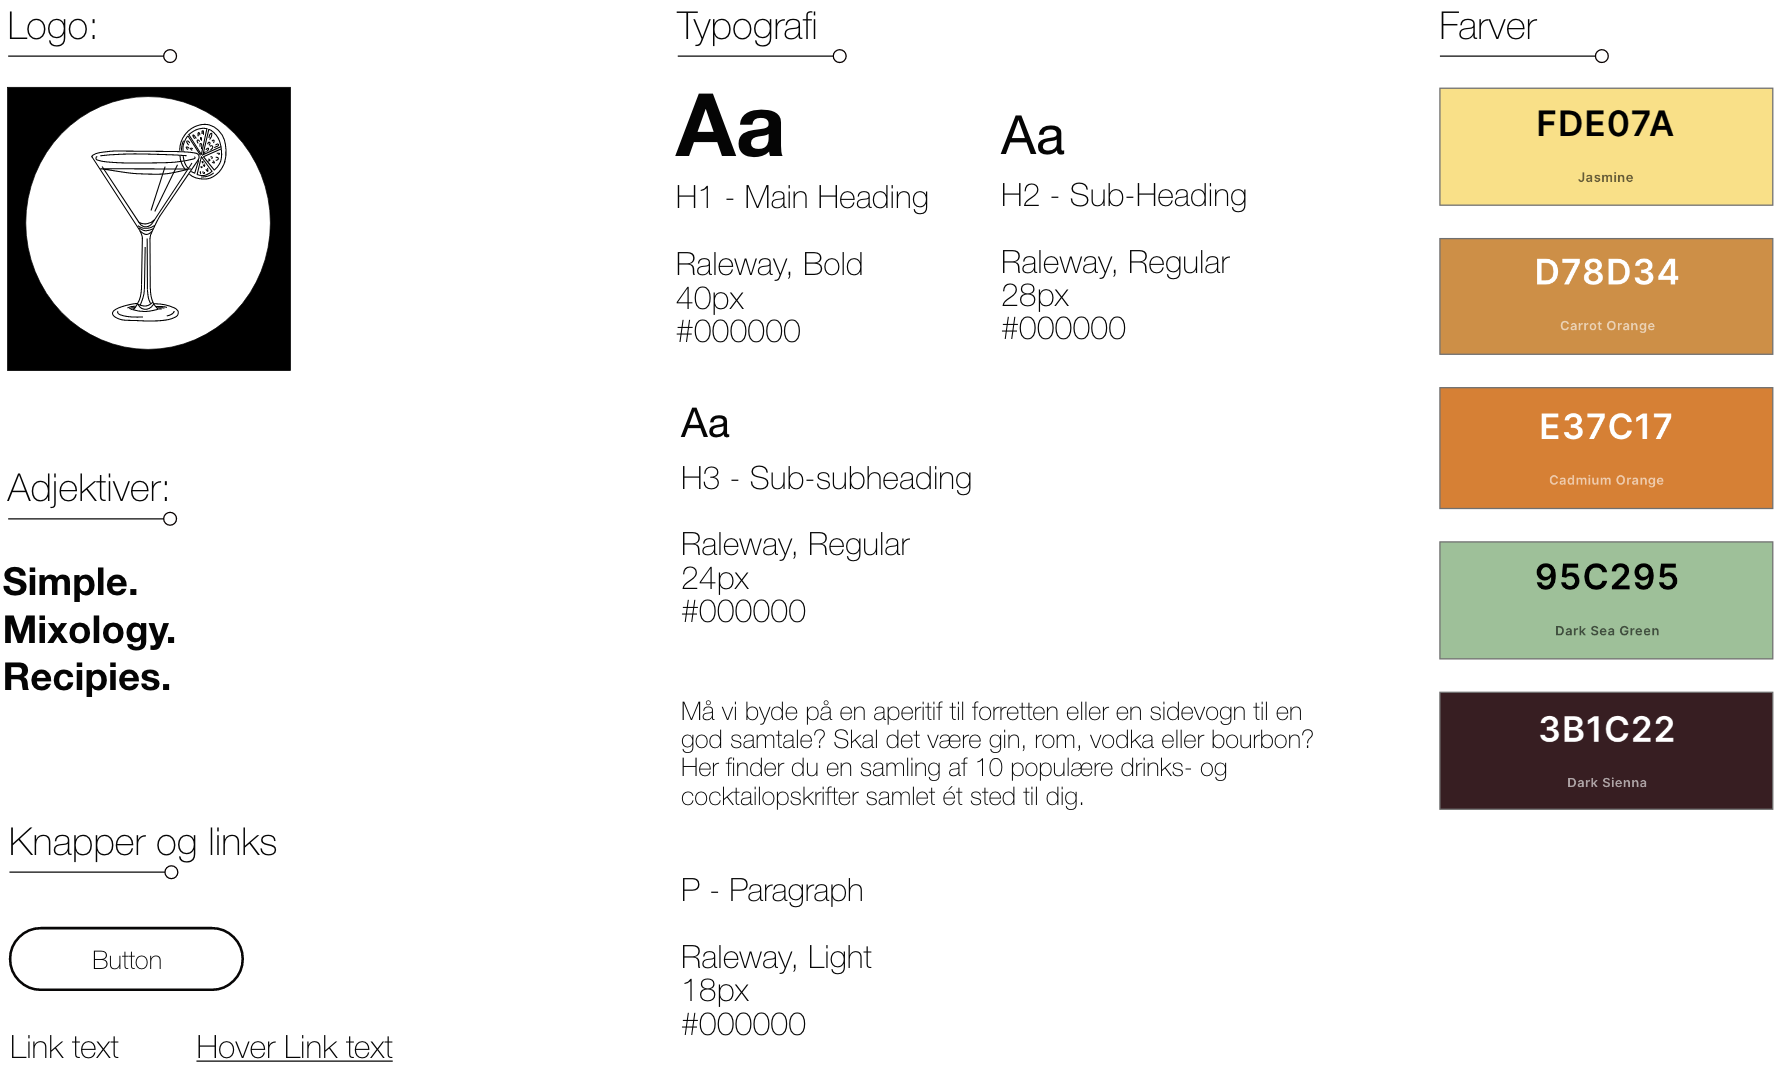 Logo:
Adjektiver:
Simple.
Mixology.
Recipies.
Knapper og links
Button
Link text
Hover Link text
Typografi
Aa
H1 - Main Heading
Raleway, Bold
40px
#000000
Aa
H2 - Sub-Heading
Raleway, Regular
28px
#000000
Aa
H3 - Sub-subheading
Raleway, Regular
24px
#000000
Må vi byde på en aperitif til forretten eller en sidevogn til en
god samtale? Skal det være gin, rom, vodka eller bourbon?
Her finder du en samling af 10 populære drinks- og
cocktailopskrifter samlet ét sted til dig.
P - Paragraph
Raleway, Light
18px
#000000
Farver
FDE07A
Jasmine
D78D34
Carrot Orange
E37C17
Cadmium Orange
95C295
Dark Sea Green
3B1C22
Dark Sienna